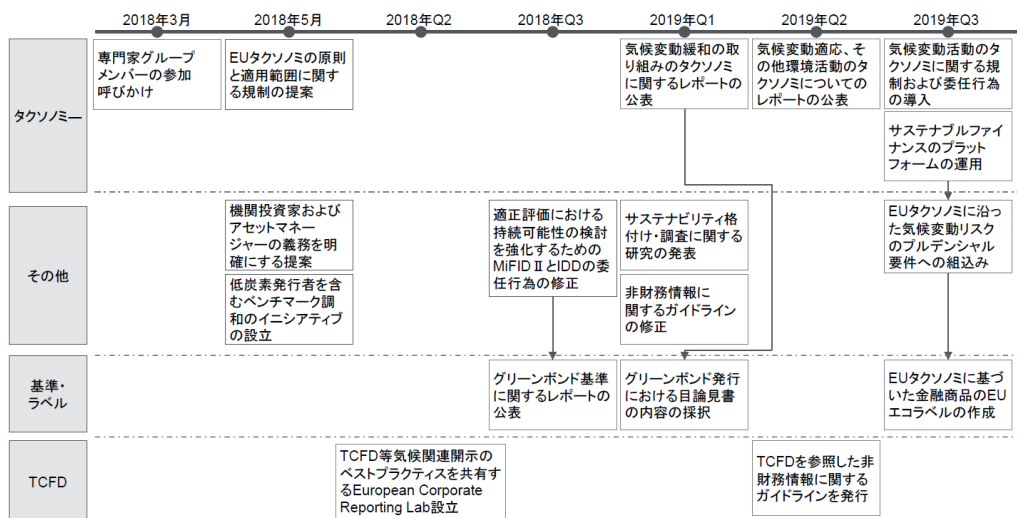 2018年3月
2018年5月
2018年Q2
2018年Q3
2019年Q1
2019年Q2
2019年Q3
タクソノミー
専門家グループ
メンバーの参加
呼びかけ
EUタクソノミの原則
と適用範囲に関す
る規制の提案
気候変動緩和の取
り組みのタクソノミ
に関するレポートの
公表
気候変動適応、そ
の他環境活動のタ
クソノミについての
レポートの公表
気候変動活動のタ
クソノミに関する規
制および委任行為
の導入
サステナブルファイ
ナンスのプラット
フォームの運用
その他
機関投資家および
アセットマネー
ジャーの義務を明
確にする提案
低炭素発行者を含
むベンチマーク調
和のイニシアティブ
の設立
適正評価における
持続可能性の検討
を強化するための
MiFIDⅡとIDDの委
任行為の修正
サステナビリティ格
付け・調査に関する
研究の発表
非財務情報に
関するガイドライン
の修正
EUタクソノミに沿っ
た気候変動リスク
のプルデンシャル
要件への組込み
基準・
ラベル
グリーンボンド基準
に関するレポートの
公表
グリーンボンド発行
における目論見書
の内容の採択
EUタクソノミに基づ
いた金融商品のEU
エコラベルの作成
TCFD
TCFD等気候関連開示の
ベストプラクティスを共有す
るEuropean Corporate
Reporting Lab設立
TCFDを参照した非
財務情報に関する
ガイドラインを発行